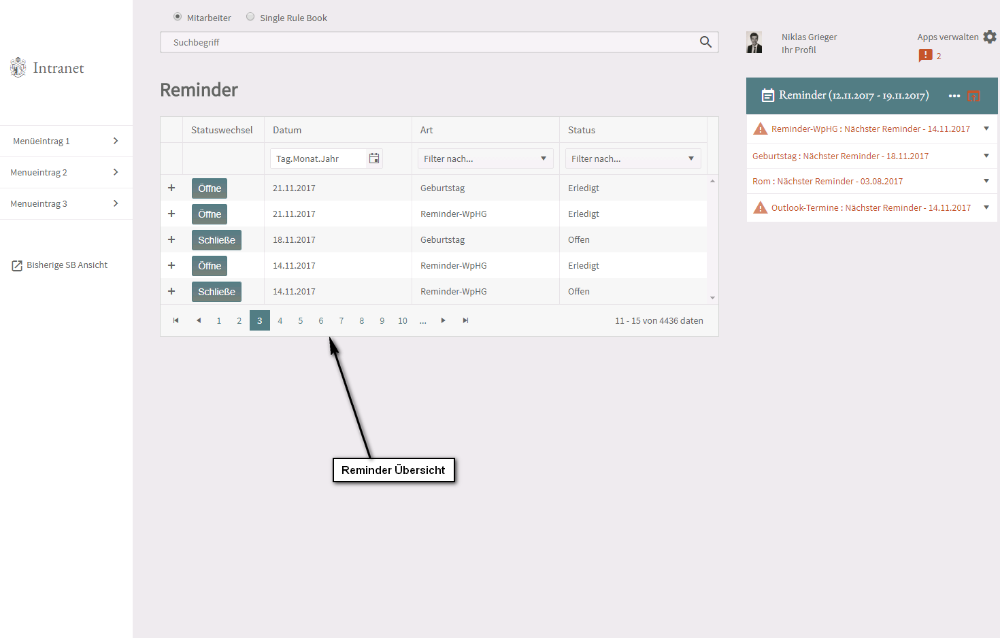 Mitarbeiter Single Rule Book
Suchbegriff
Niklas Grieger
Ihr Profil
Apps verwalten
2
Intranet
Menüeintrag 1
Menueintrag 2
Menueintrag 3
Bisherige SB Ansicht
Reminder
Statuswechsel Datum Art Status
Tag.Monat.Jahr Filter nach... Filter nach...
+ Öffne 21.11.2017 Geburtstag Erledigt
+ Öffne 21.11.2017 Reminder-WpHG Erledigt
+ Schließe 18.11.2017 Geburtstag Offen
+ Öffne 14.11.2017 Reminder-WpHG Erledigt
+ Schließe 14.11.2017 Reminder-WpHG Offen
1 2 3 4 5 6 7 8 9 10 ... 11 - 15 von 4436 daten
Reminder Übersicht
Reminder (12.11.2017 - 19.11.2017)
Reminder-WpHG : Nächster Reminder - 14.11.2017
Geburtstag : Nächster Reminder - 18.11.2017
Rom : Nächster Reminder - 03.08.2017
Outlook-Termine : Nächster Reminder - 14.11.2017